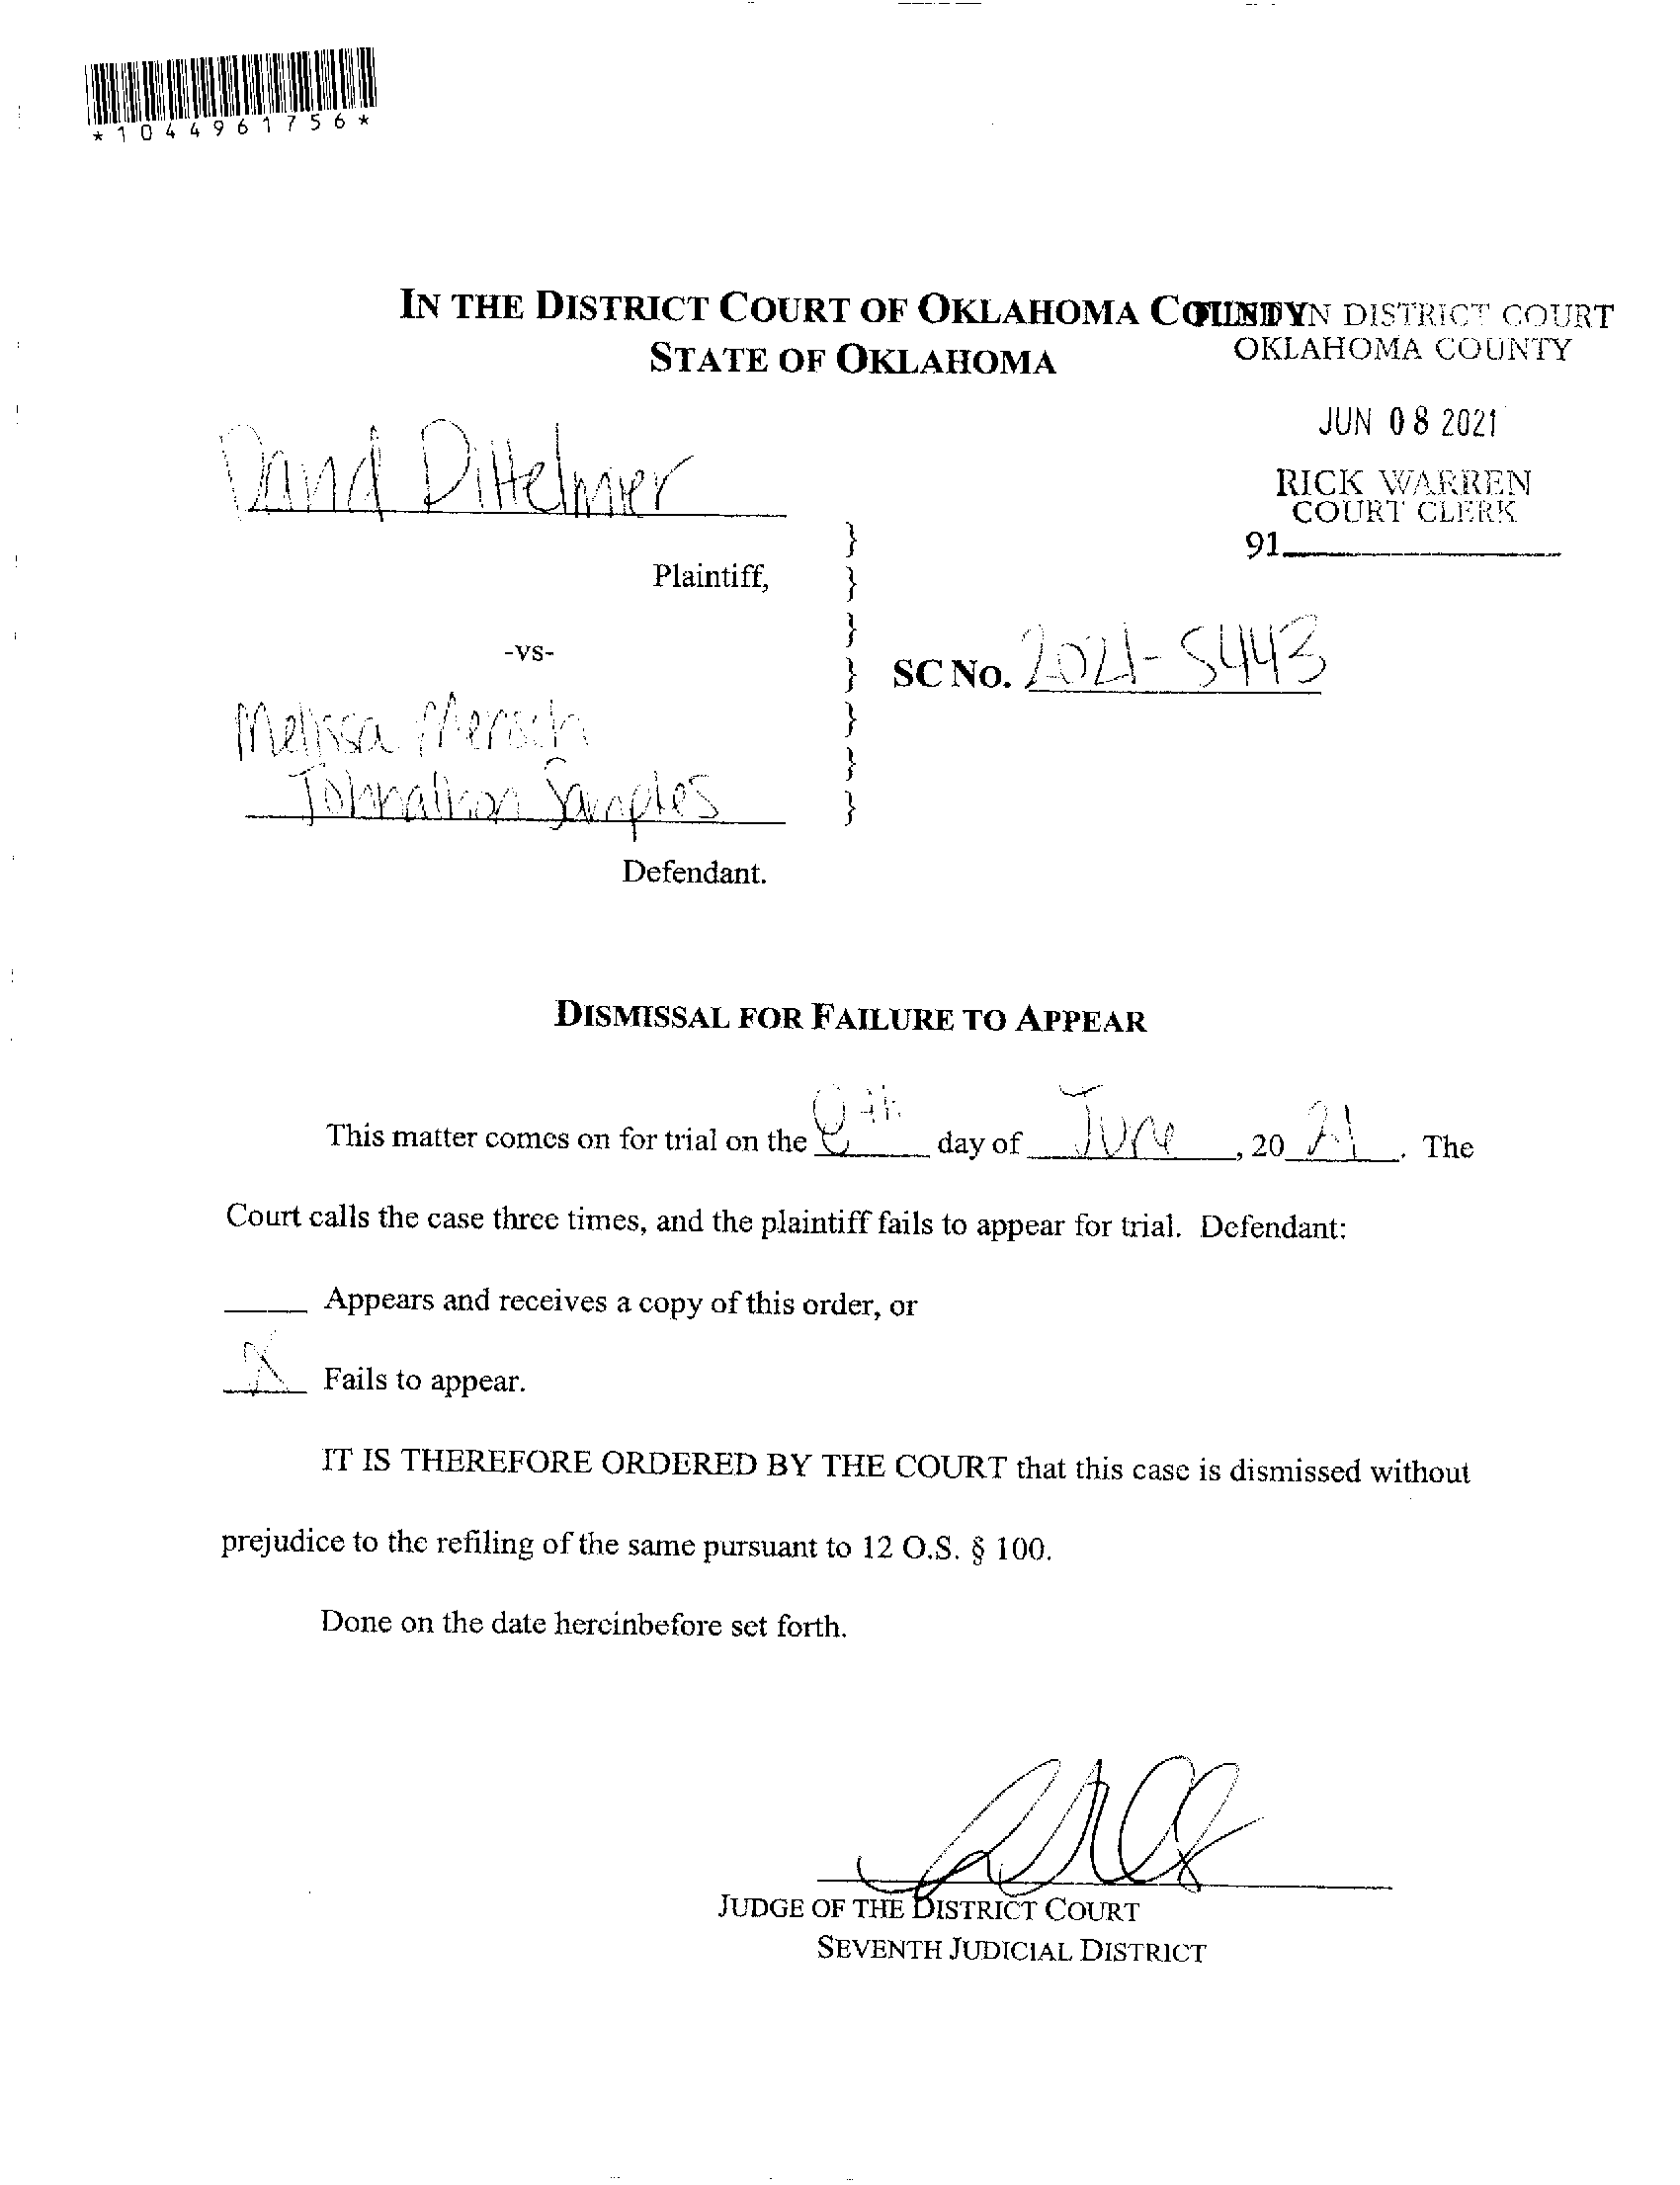 *1044961756*
IN THE DISTRICT COURT OF OKLAHOMA COUNTY
STATE OF OKLAHOMA
FILED IN DISTRICT COURT
OKLAHOMA COUNTY
JUN 08 2021
RICK WARREN
COURT CLERK
91
David Dittelmier
Plaintiff,
-vs-
SC NO. 2021-5443
Melissa Mersch
Johnathon Samples
Defendant.
}
}
}
}
}
}
}
DISMISSAL FOR FAILURE TO APPEAR
This matter comes on for trial on the 8th day of June, 2021. The
Court calls the case three times, and the plaintiff fails to appear for trial. Defendant:
____ Appears and receives a copy of this order, or
X Fails to appear.
IT IS THEREFORE ORDERED BY THE COURT that this case is dismissed without
prejudice to the refiling of the same pursuant to 12 O.S. § 100.
Done on the date hereinbefore set forth.
JUDGE OF THE DISTRICT COURT
SEVENTH JUDICIAL DISTRICT